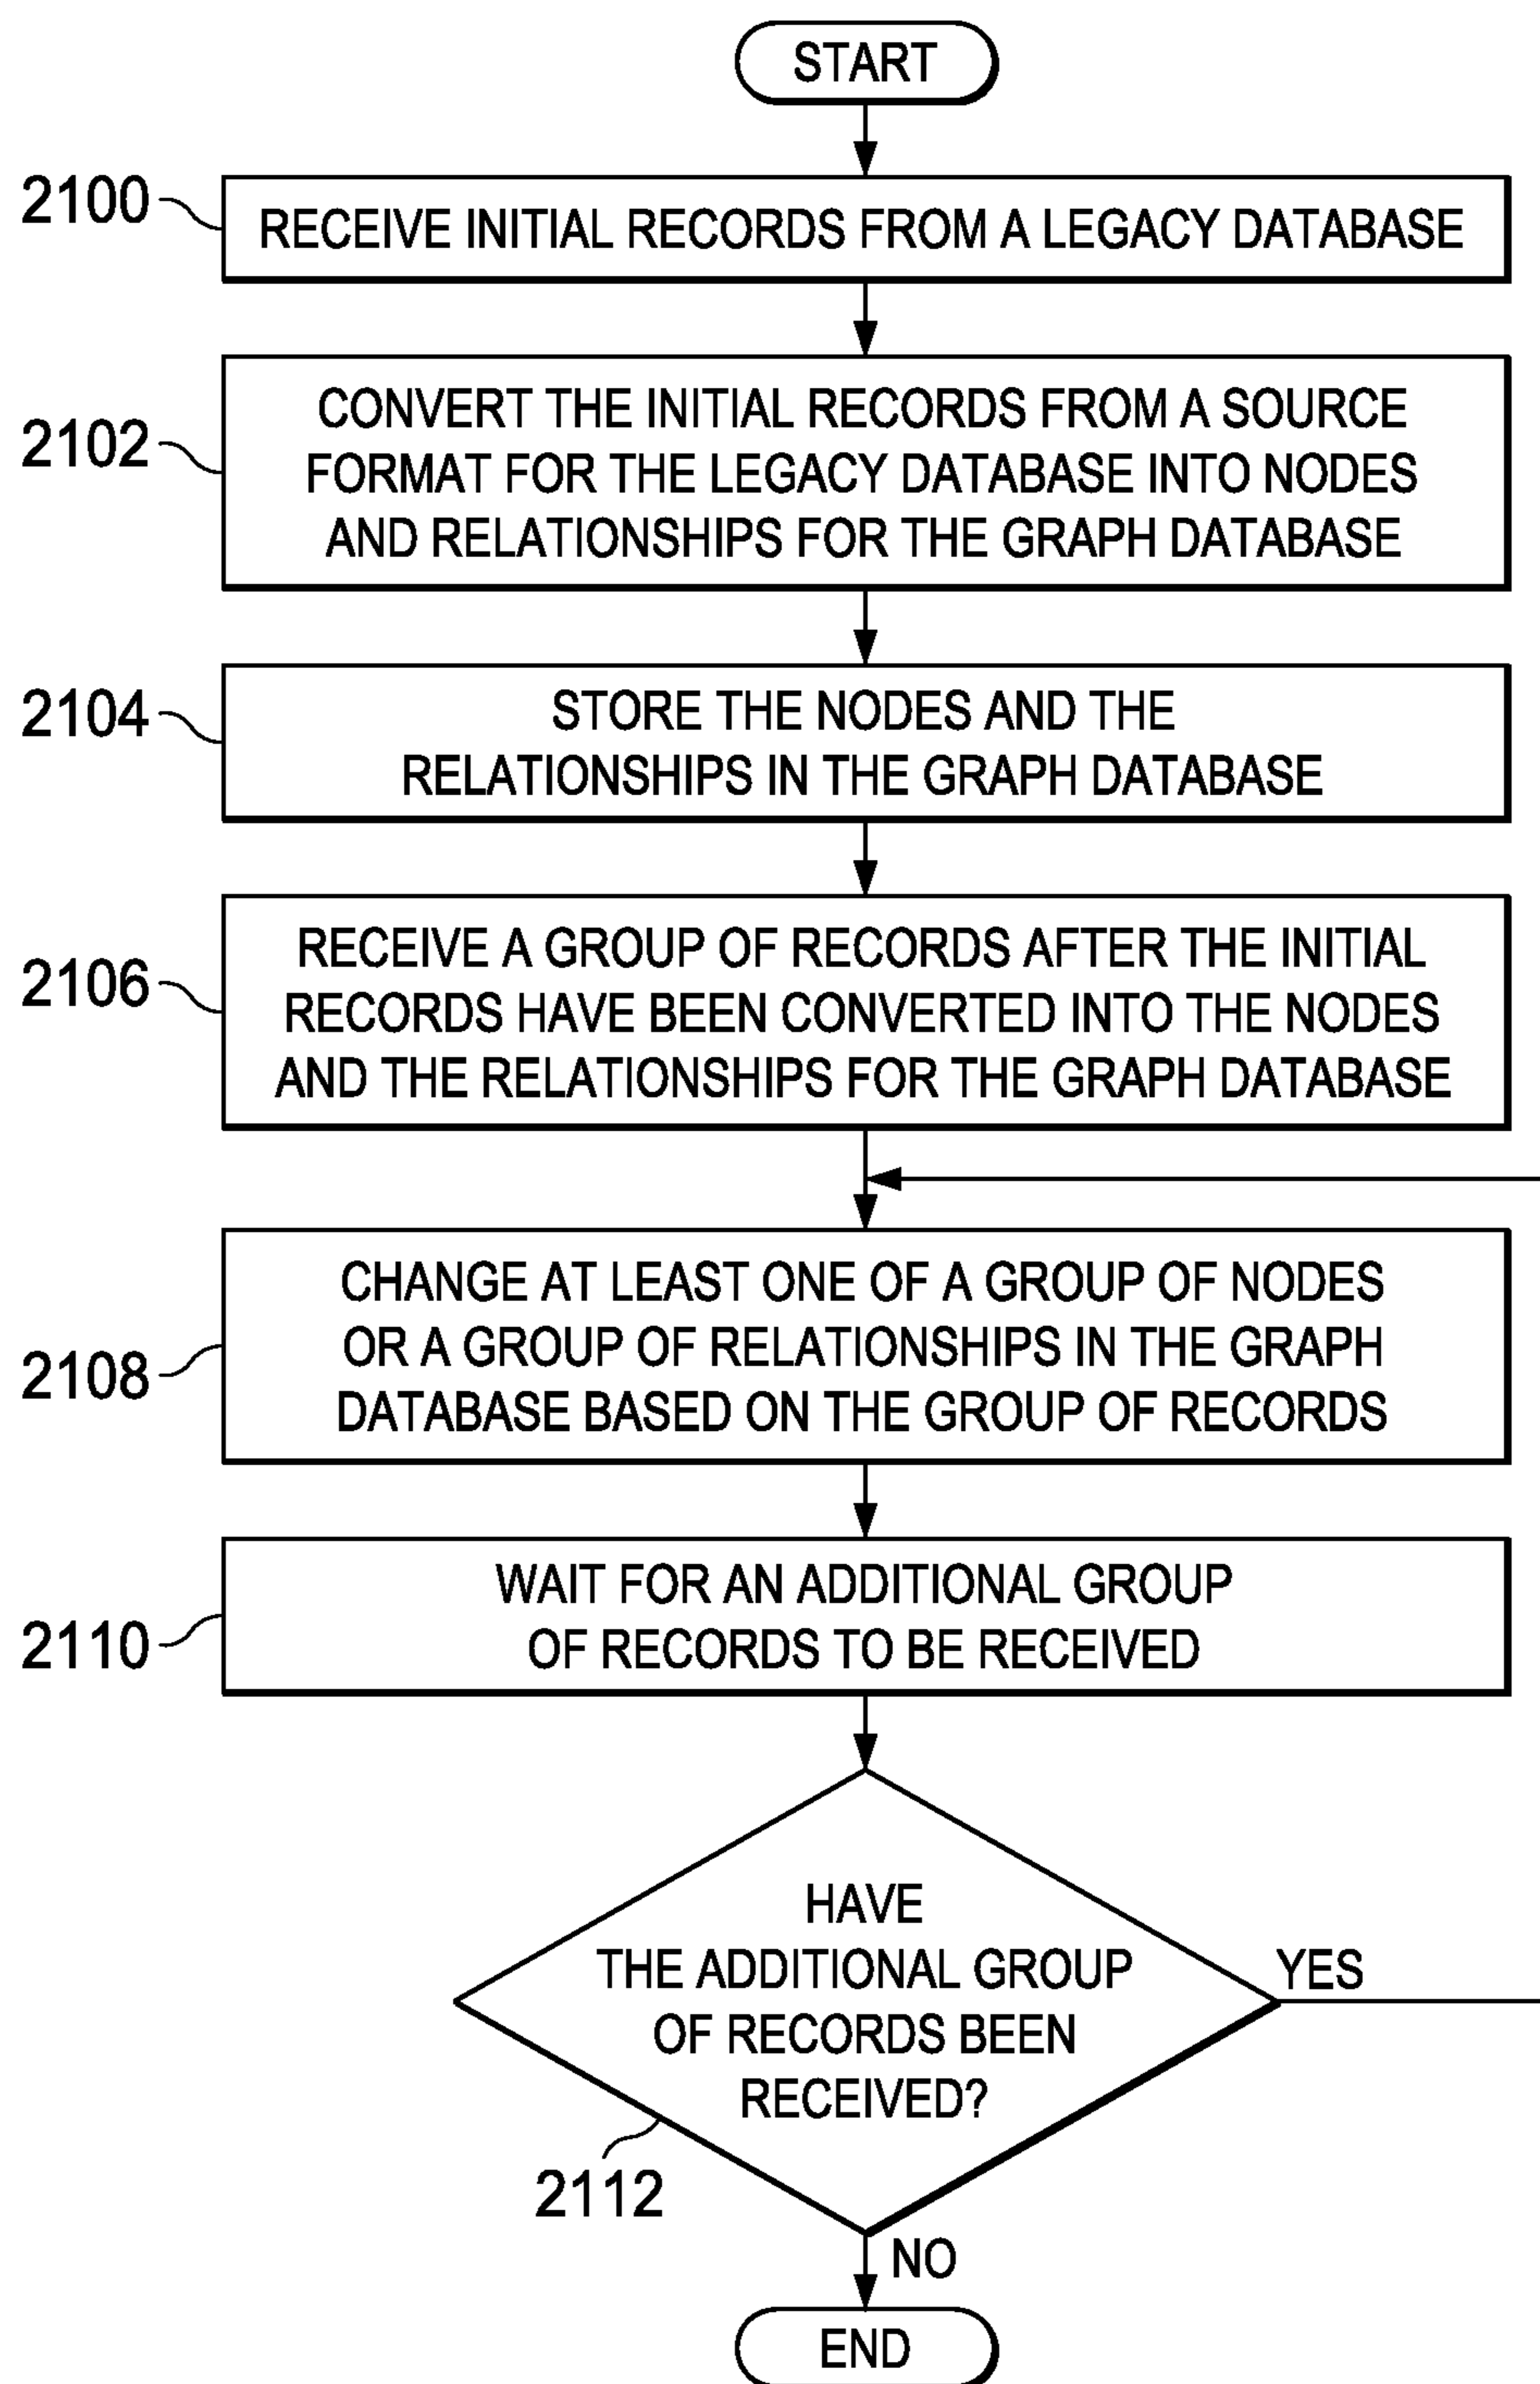 START
2100
RECEIVE INITIAL RECORDS FROM A LEGACY DATABASE
2102
CONVERT THE INITIAL RECORDS FROM A SOURCE
FORMAT FOR THE LEGACY DATABASE INTO NODES
AND RELATIONSHIPS FOR THE GRAPH DATABASE
2104
STORE THE NODES AND THE
RELATIONSHIPS IN THE GRAPH DATABASE
2106
RECEIVE A GROUP OF RECORDS AFTER THE INITIAL
RECORDS HAVE BEEN CONVERTED INTO THE NODES
AND THE RELATIONSHIPS FOR THE GRAPH DATABASE
2108
CHANGE AT LEAST ONE OF A GROUP OF NODES
OR A GROUP OF RELATIONSHIPS IN THE GRAPH
DATABASE BASED ON THE GROUP OF RECORDS
2110
WAIT FOR AN ADDITIONAL GROUP
OF RECORDS TO BE RECEIVED
HAVE
THE ADDITIONAL GROUP
OF RECORDS BEEN
RECEIVED?
YES
2112
NO
END